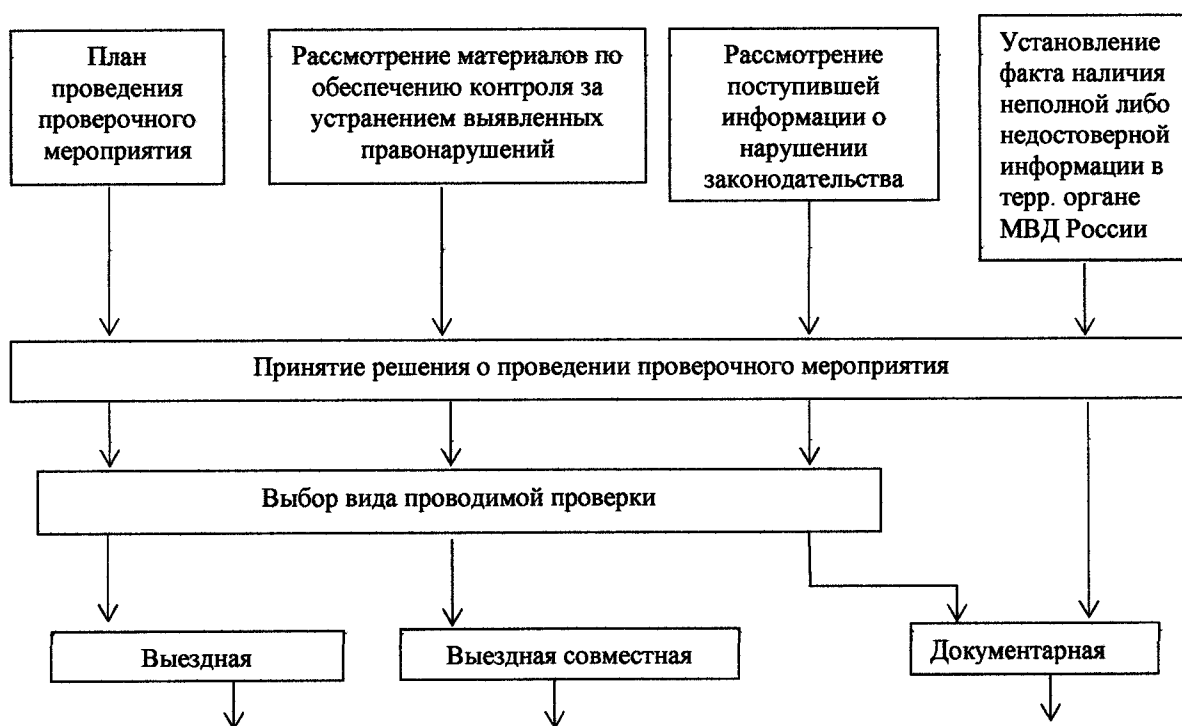 План
проведения
проверочного
мероприятия
Рассмотрение материалов по
обеспечению контроля за
устранением выявленных
правонарушений
Рассмотрение
поступившей
информации о
нарушении
законодательства
Установление
факта наличия
неполной либо
недостоверной
информации в
терр. органе
МВД России
Принятие решения о проведении проверочного мероприятия
Выбор вида проводимой проверки
Выездная
Выездная совместная
Документарная